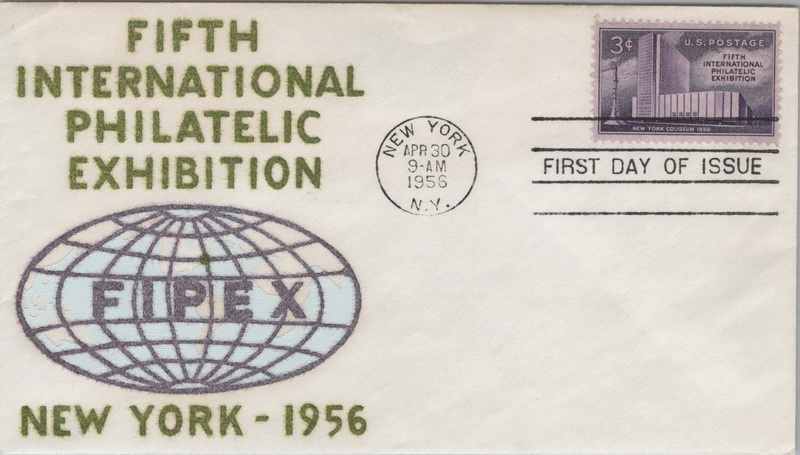 FIFTH
INTERNATIONAL
PHILATELIC
EXHIBITION
FIPEX
NEW YORK - 1956
NEW YORK
APR 30
9-AM
1956
N.Y.
3¢
U.S. POSTAGE
FIFTH
INTERNATIONAL
PHILATELIC
EXHIBITION
NEW YORK COLISEUM 1956
FIRST DAY OF ISSUE